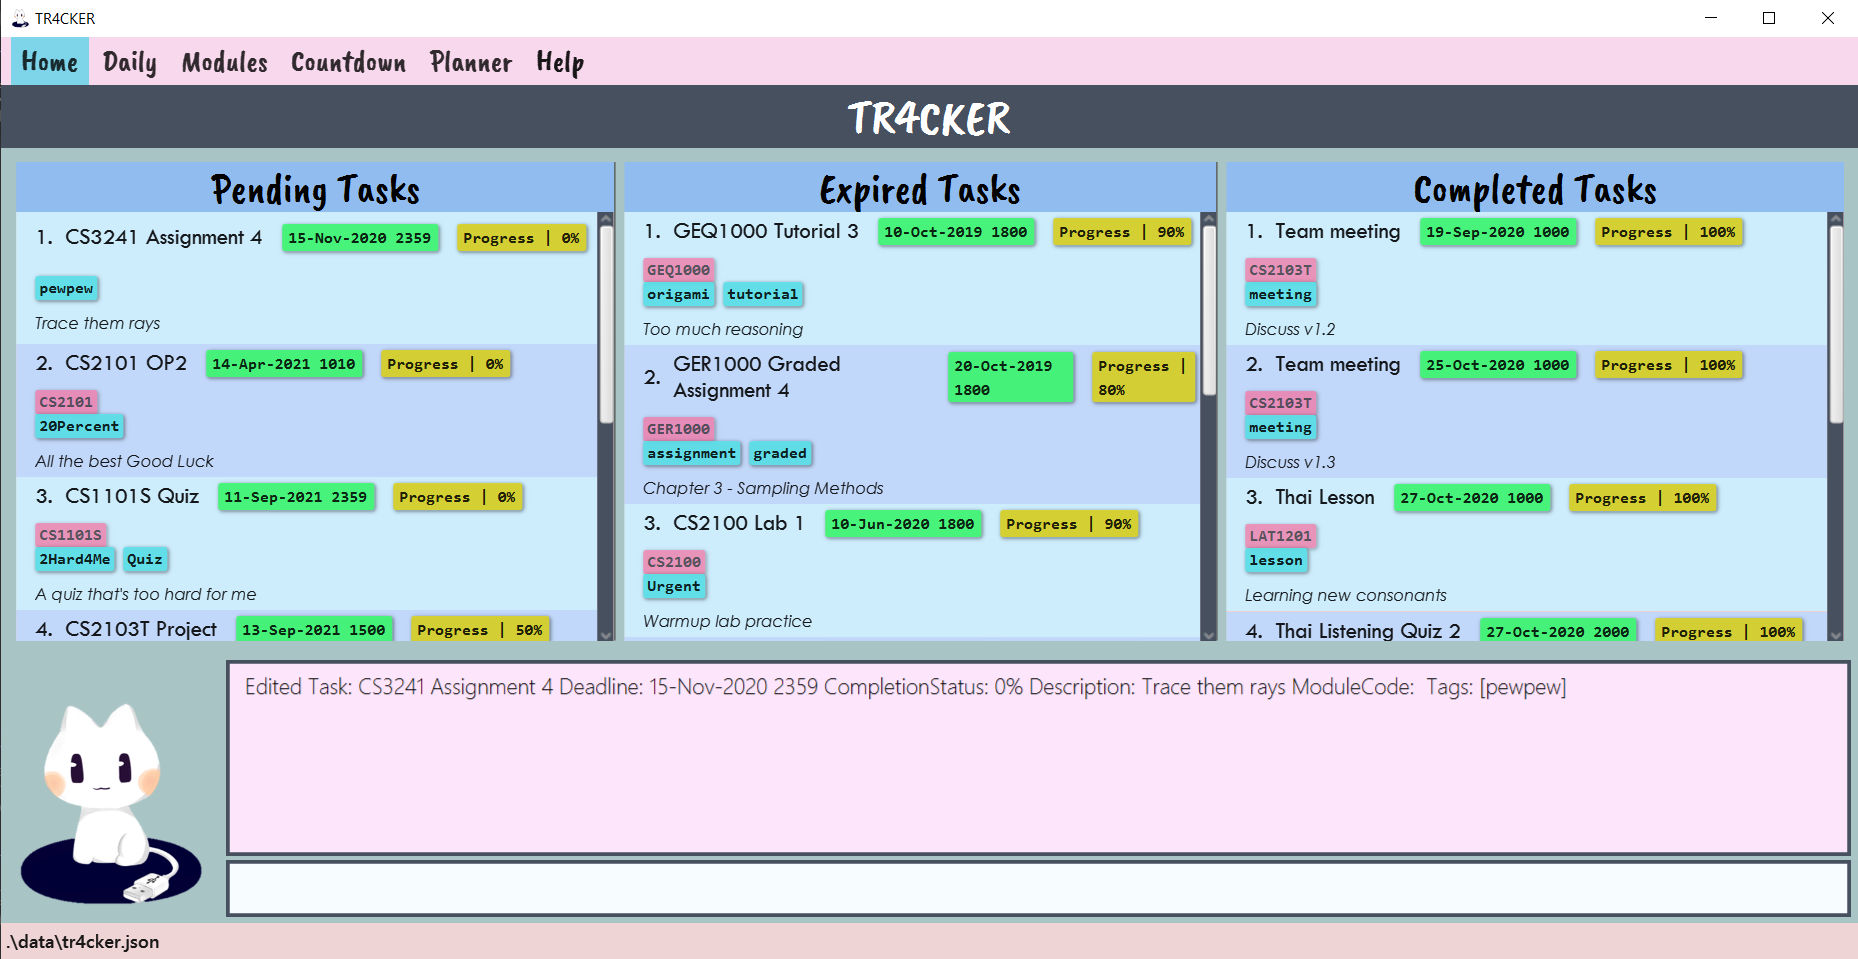 TR4CKER
Home Daily Modules Countdown Planner Help
TR4CKER
Pending Tasks
1. CS3241 Assignment 4 15-Nov-2020 2359 Progress | 0%
pewpew
Trace them rays
2. CS2101 OP2 14-Apr-2021 1010 Progress | 0%
CS2101
20Percent
All the best Good Luck
3. CS1101S Quiz 11-Sep-2021 2359 Progress | 0%
CS1101S
2Hard4Me Quiz
A quiz that's too hard for me
4. CS2103T Project 13-Sep-2021 1500 Progress | 50%
Expired Tasks
1. GEQ1000 Tutorial 3 10-Oct-2019 1800 Progress | 90%
GEQ1000
origami tutorial
Too much reasoning
2. GER1000 Graded
Assignment 4
20-Oct-2019
1800
Progress |
80%
GER1000
assignment graded
Chapter 3 - Sampling Methods
3. CS2100 Lab 1 10-Jun-2020 1800 Progress | 90%
CS2100
Urgent
Warmup lab practice
Completed Tasks
1. Team meeting 19-Sep-2020 1000 Progress | 100%
CS2103T
meeting
Discuss v1.2
2. Team meeting 25-Oct-2020 1000 Progress | 100%
CS2103T
meeting
Discuss v1.3
3. Thai Lesson 27-Oct-2020 1000 Progress | 100%
LAT1201
lesson
Learning new consonants
4. Thai Listening Quiz 2 27-Oct-2020 2000 Progress | 100%
Edited Task: CS3241 Assignment 4 Deadline: 15-Nov-2020 2359 CompletionStatus: 0% Description: Trace them rays ModuleCode:  Tags: [pewpew]
.\data\tr4cker.json